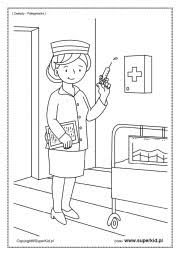 ( Zawody - Pielęgniarka )
Copyright©SuperKid.pl
www.superkid.pl